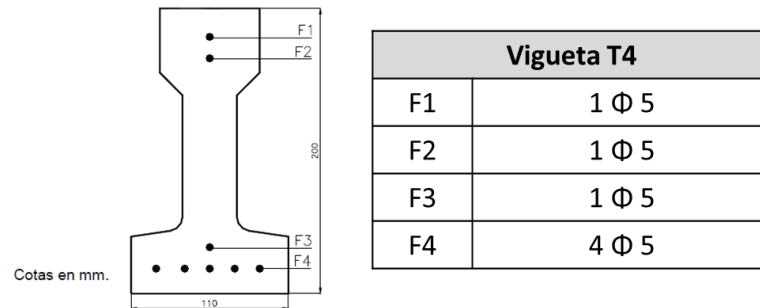 F1
F2
200
F3
F4
Cotas en mm.
110
Vigueta T4
F1 1 Φ 5
F2 1 Φ 5
F3 1 Φ 5
F4 4 Φ 5